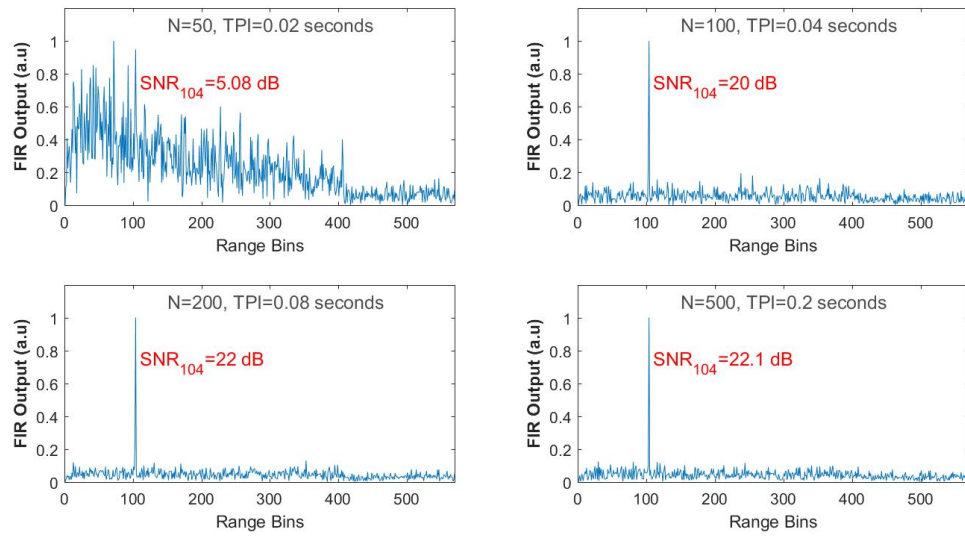 N=50, TPI=0.02 seconds
SNR104=5.08 dB
FIR Output (a.u)
1
0.8
0.6
0.4
0.2
0
0 100 200 300 400 500
Range Bins
N=100, TPI=0.04 seconds
SNR104=20 dB
FIR Output (a.u)
1
0.8
0.6
0.4
0.2
0
0 100 200 300 400 500
Range Bins
N=200, TPI=0.08 seconds
SNR104=22 dB
FIR Output (a.u)
1
0.8
0.6
0.4
0.2
0
0 100 200 300 400 500
Range Bins
N=500, TPI=0.2 seconds
SNR104=22.1 dB
FIR Output (a.u)
1
0.8
0.6
0.4
0.2
0
0 100 200 300 400 500
Range Bins